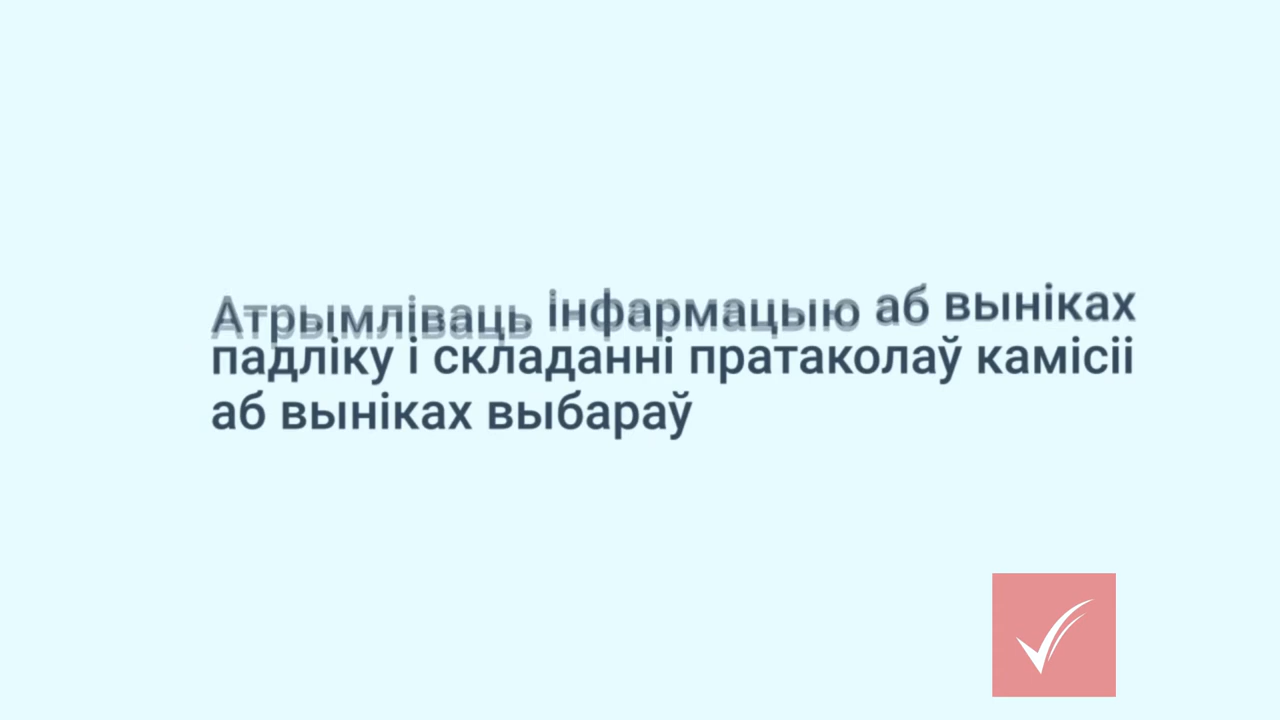 Атрымліваць інфармацыю аб выніках
падліку і складанні пратаколаў камісіі
аб выніках выбараў